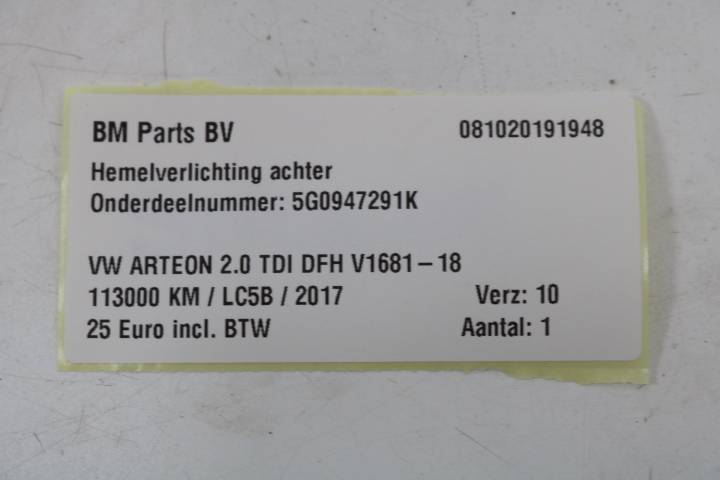 BM Parts BV 081020191948
Hemelverlichting achter
Onderdeelnummer: 5G0947291K
VW ARTEON 2.0 TDI DFH V1681-18
113000 KM / LC5B / 2017 Verz: 10
25 Euro incl. BTW Aantal: 1